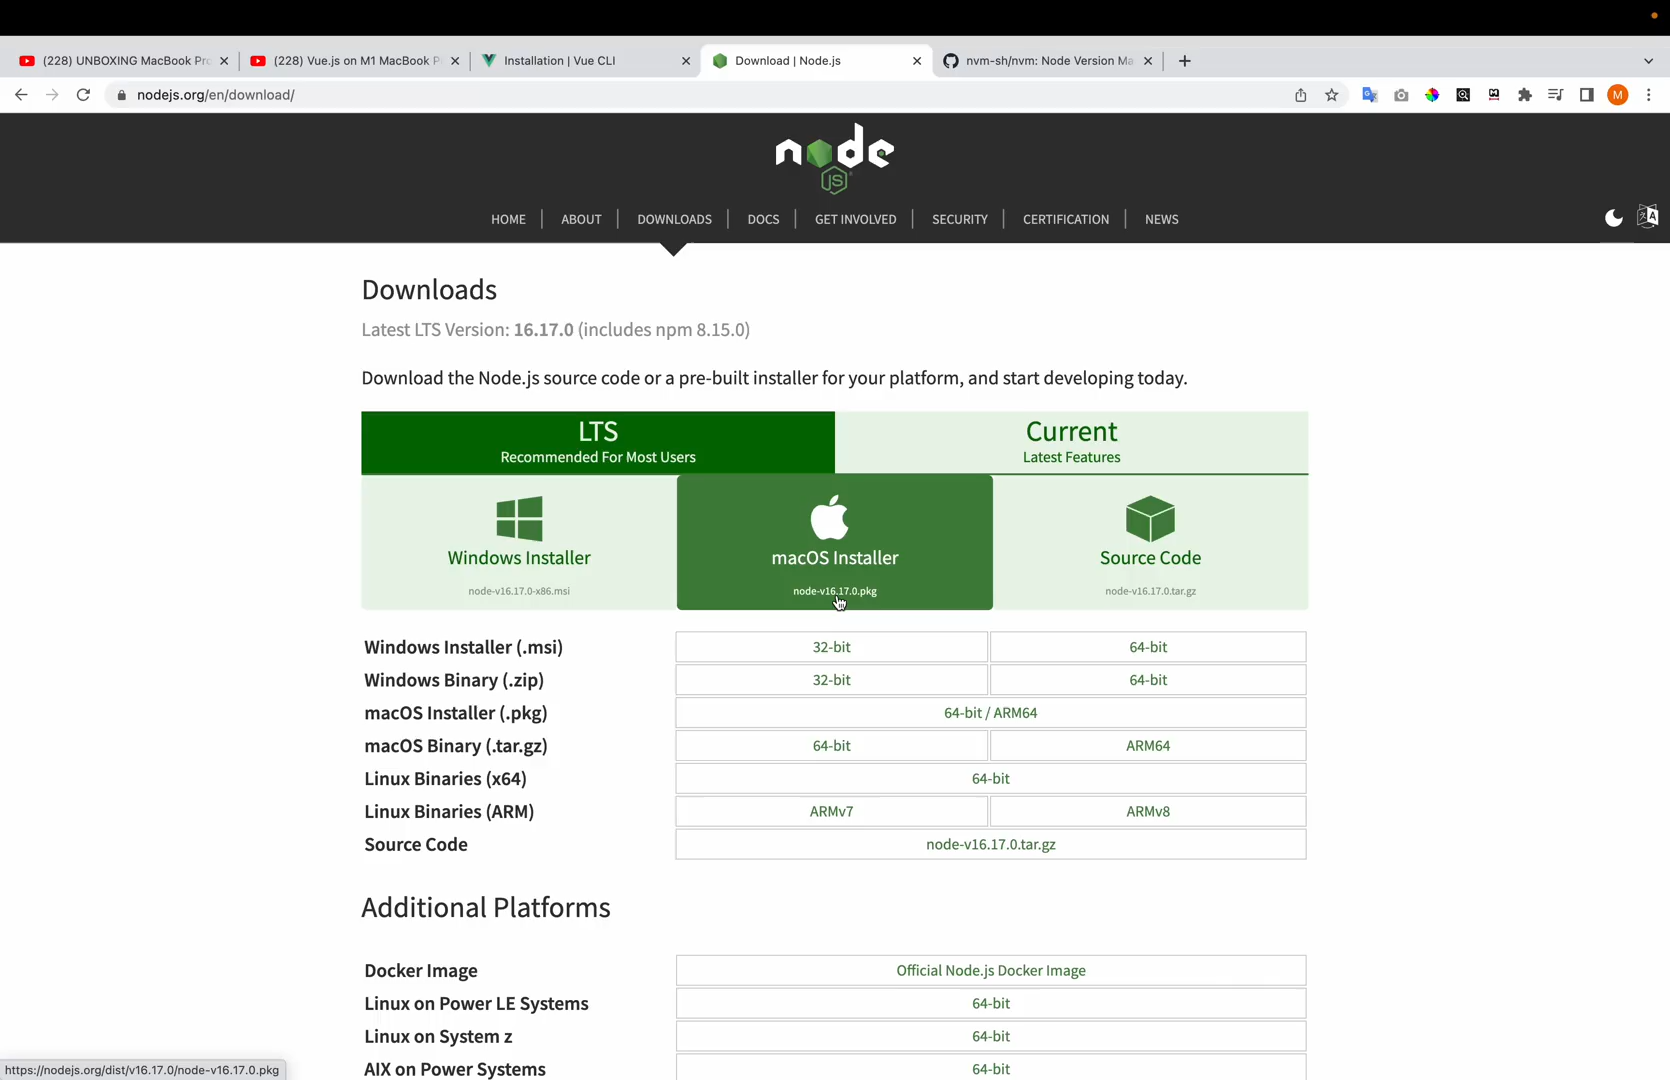 (228) UNBOXING MacBook Pro
(228) Vue.js on M1 MacBook P
Installation | Vue CLI
Download | Node.js
nvm-sh/nvm: Node Version Ma
nodejs.org/en/download/
M
node
JS
HOME
ABOUT
DOWNLOADS
DOCS
GET INVOLVED
SECURITY
CERTIFICATION
NEWS
Downloads
Latest LTS Version: 16.17.0 (includes npm 8.15.0)
Download the Node.js source code or a pre-built installer for your platform, and start developing today.
LTS
Recommended For Most Users
Current
Latest Features
Windows Installer
node-v16.17.0-x86.msi
macOS Installer
node-v16.17.0.pkg
Source Code
node-v16.17.0.tar.gz
Windows Installer (.msi) 32-bit 64-bit
Windows Binary (.zip) 32-bit 64-bit
macOS Installer (.pkg) 64-bit / ARM64
macOS Binary (.tar.gz) 64-bit ARM64
Linux Binaries (x64) 64-bit
Linux Binaries (ARM) ARMv7 ARMv8
Source Code node-v16.17.0.tar.gz
Additional Platforms
Docker Image Official Node.js Docker Image
Linux on Power LE Systems 64-bit
Linux on System z 64-bit
AIX on Power Systems 64-bit
https://nodejs.org/dist/v16.17.0/node-v16.17.0.pkg